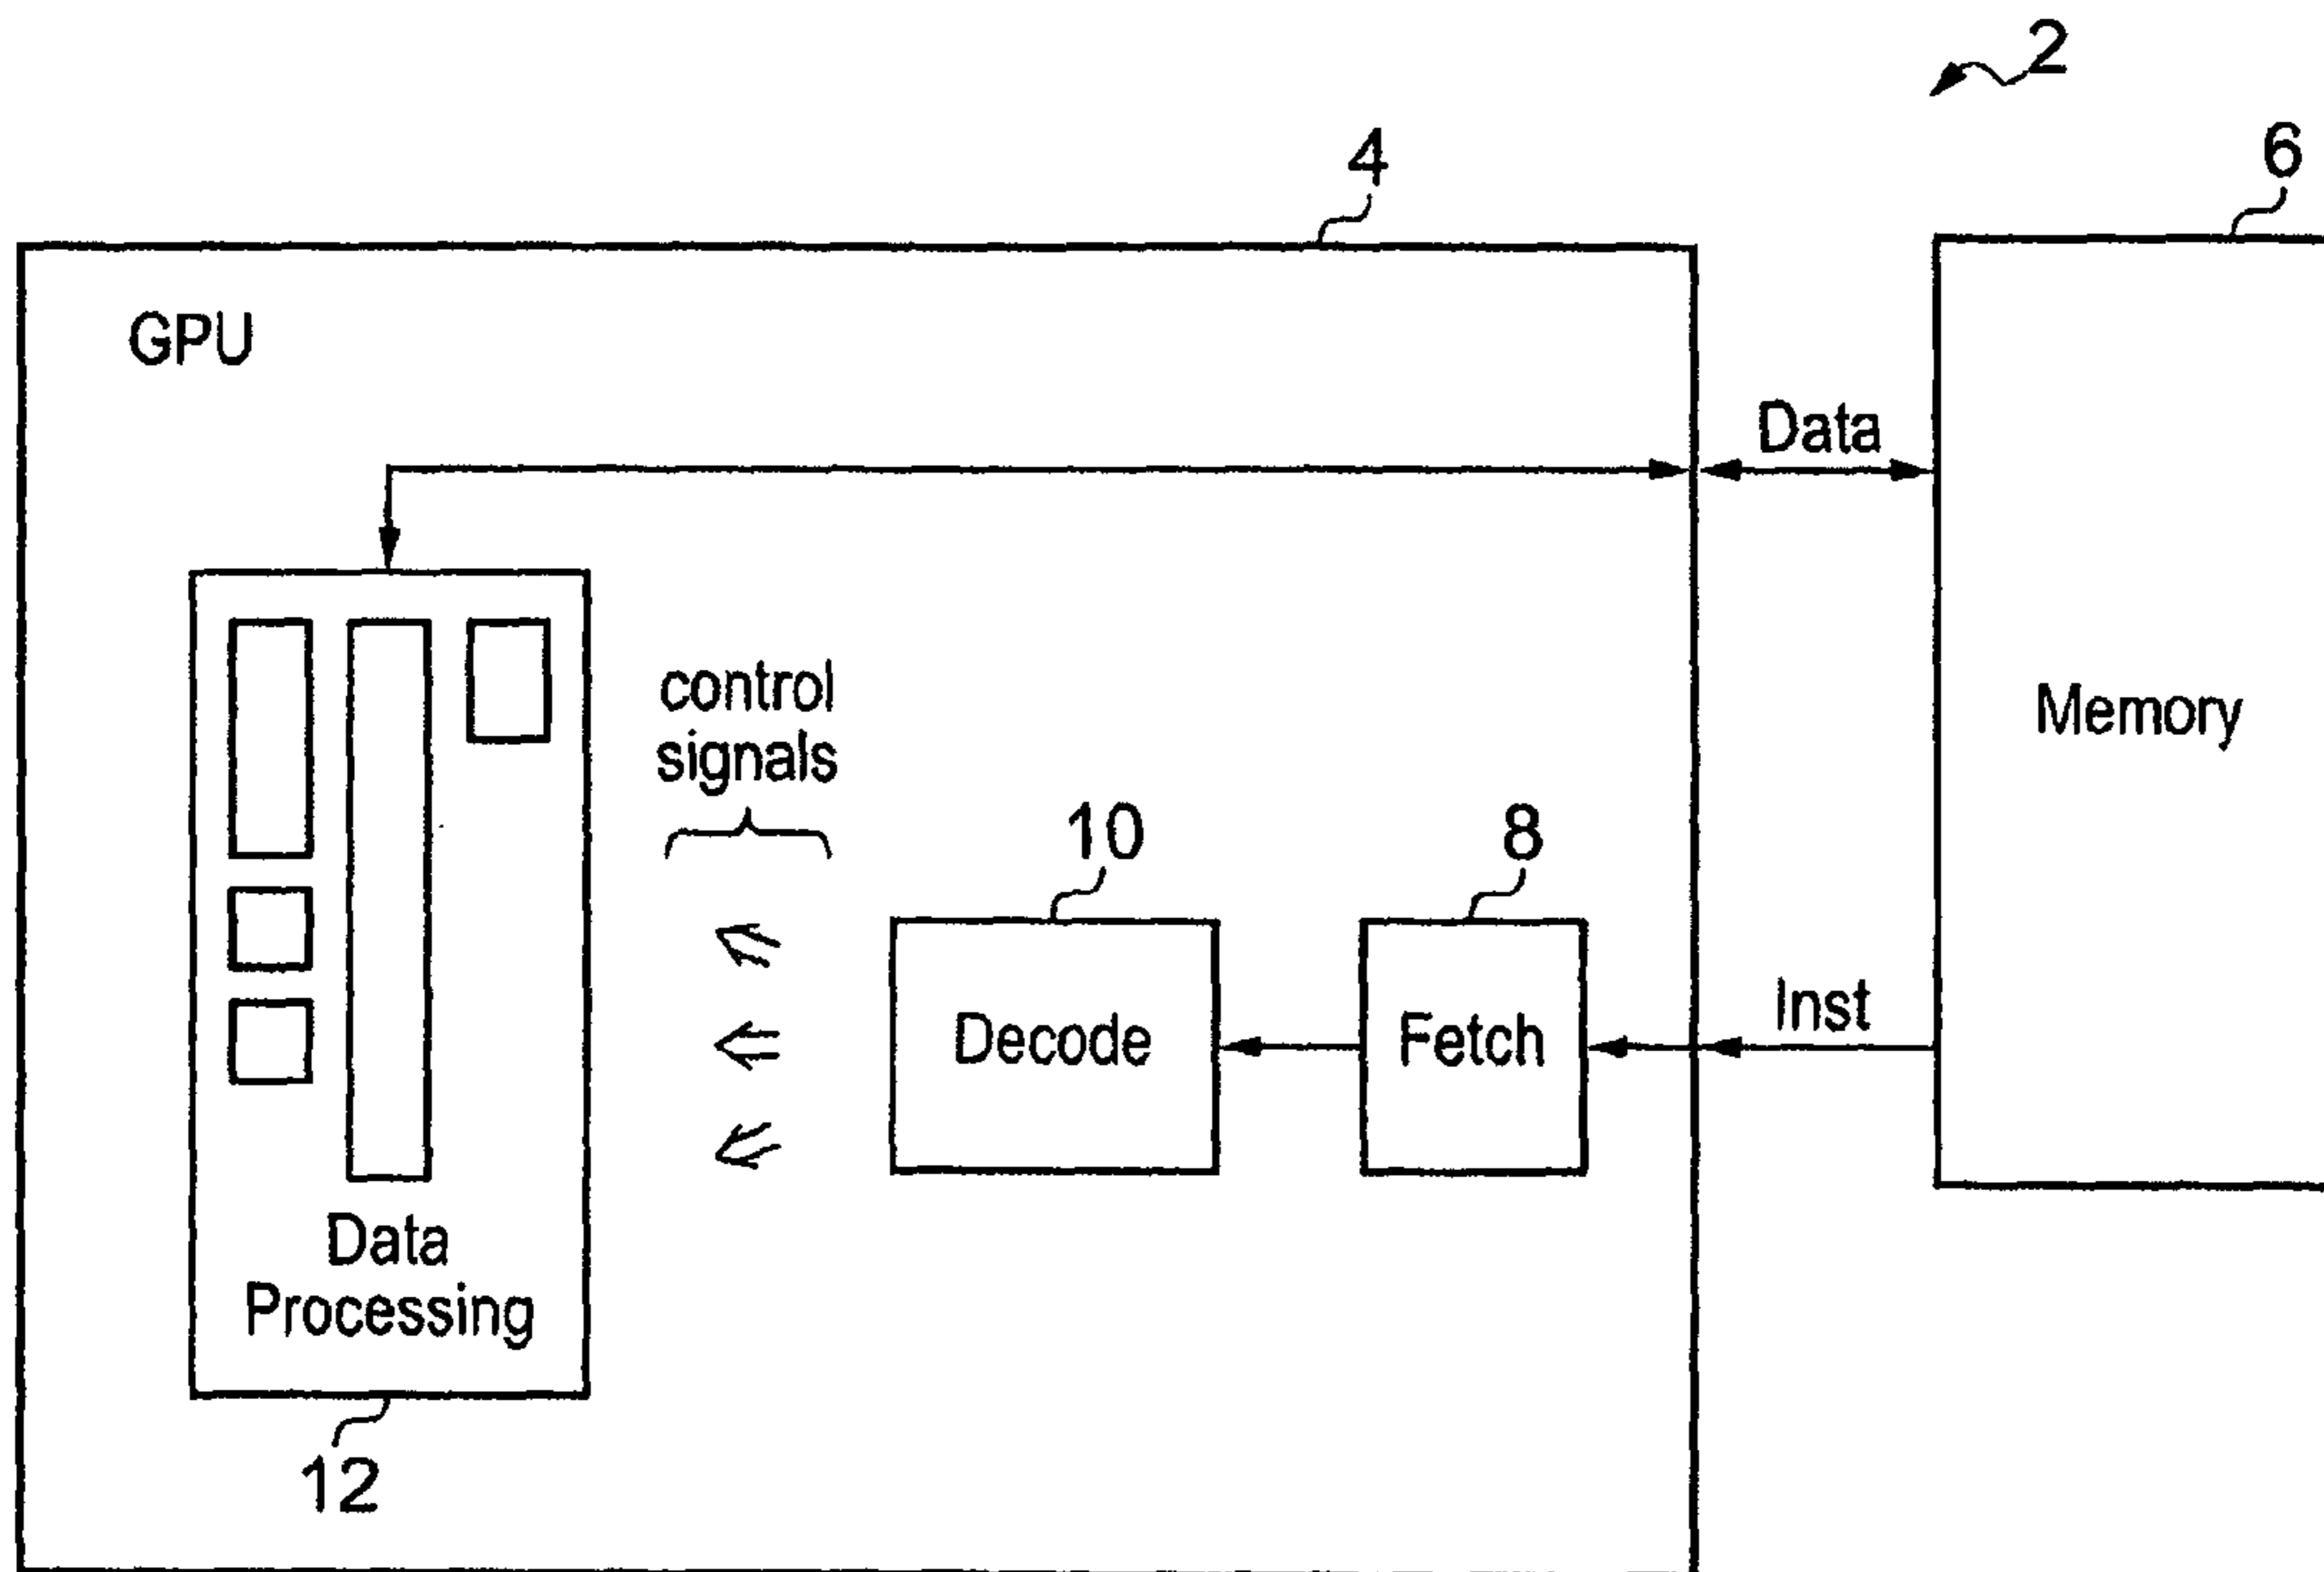 2
4
6
GPU
Data
control
signals
Memory
10
8
Inst
Decode
Fetch
Data
Processing
12